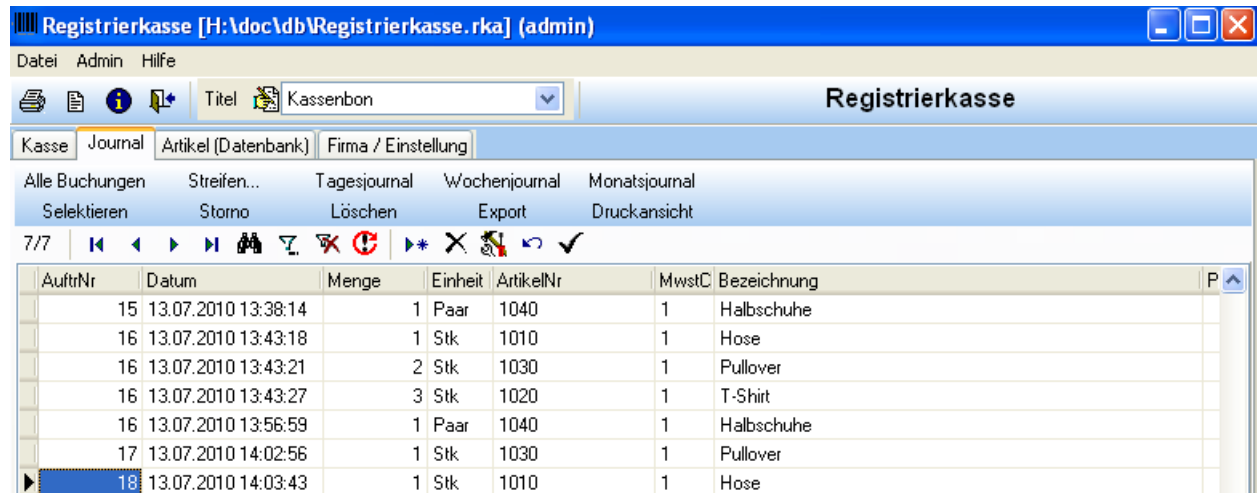 Registrierkasse [H:\doc\db\Registrierkasse.rka] (admin)
Datei Admin Hilfe
Titel Kassenbon Registrierkasse
Kasse Journal Artikel (Datenbank) Firma / Einstellung
Alle Buchungen Streifen... Tagesjournal Wochenjournal Monatsjournal
Selektieren Storno Löschen Export Druckansicht
7/7
AuftrNr Datum Menge Einheit ArtikelNr MwstC Bezeichnung P
15 13.07.2010 13:38:14 1 Paar 1040 1 Halbschuhe
16 13.07.2010 13:43:18 1 Stk 1010 1 Hose
16 13.07.2010 13:43:21 2 Stk 1030 1 Pullover
16 13.07.2010 13:43:27 3 Stk 1020 1 T-Shirt
16 13.07.2010 13:56:59 1 Paar 1040 1 Halbschuhe
17 13.07.2010 14:02:56 1 Stk 1030 1 Pullover
18 13.07.2010 14:03:43 1 Stk 1010 1 Hose